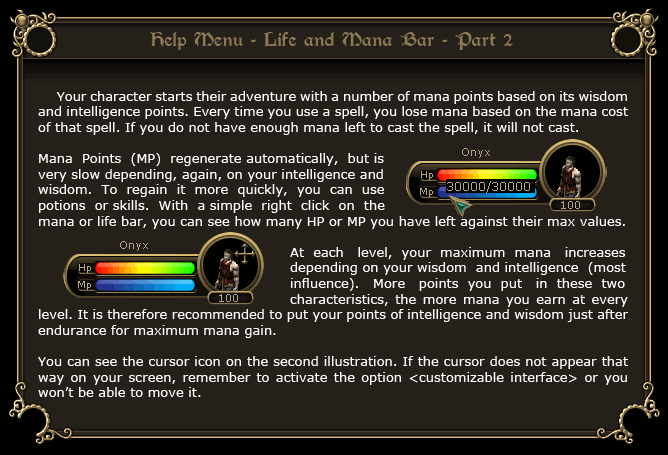 Help Menu - Life and Mana Bar - Part 2
Your character starts their adventure with a number of mana points based on its wisdom
and intelligence points. Every time you use a spell, you lose mana based on the mana cost
of that spell. If you do not have enough mana left to cast the spell, it will not cast.
Mana Points (MP) regenerate automatically, but is
very slow depending, again, on your intelligence and
wisdom. To regain it more quickly, you can use
potions or skills. With a simple right click on the
mana or life bar, you can see how many HP or MP you have left against their max values.
Onyx
Hp
Mp
30000/30000
100
Onyx
Hp
Mp
100
At each level, your maximum mana increases
depending on your wisdom and intelligence (most
influence). More points you put in these two
characteristics, the more mana you earn at every
level. It is therefore recommended to put your points of intelligence and wisdom just after
endurance for maximum mana gain.
You can see the cursor icon on the second illustration. If the cursor does not appear that
way on your screen, remember to activate the option <customizable interface> or you
won't be able to move it.